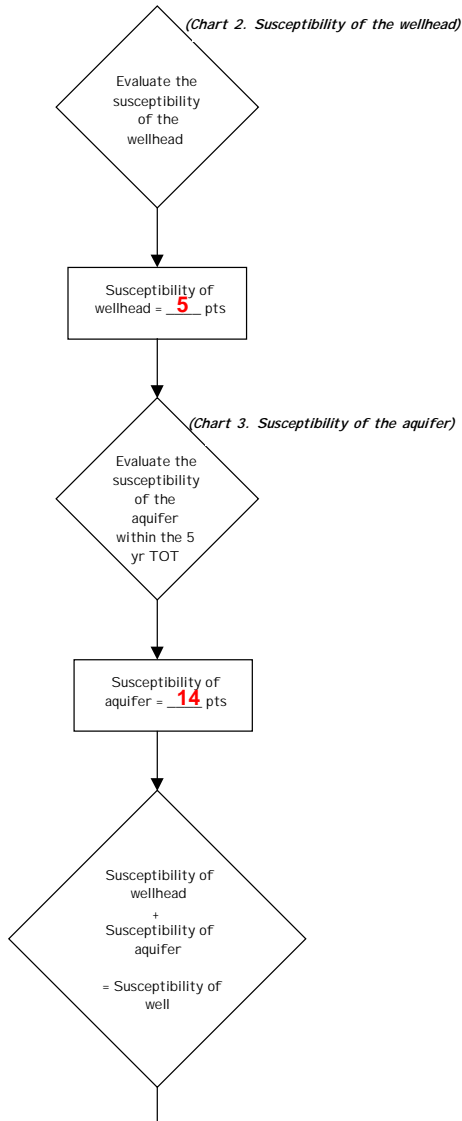 (Chart 2. Susceptibility of the wellhead)
Evaluate the
susceptibility
of the
wellhead
Susceptibility of
wellhead = 5 pts
(Chart 3. Susceptibility of the aquifer)
Evaluate the
susceptibility
of the
aquifer
within the 5
yr TOT
Susceptibility of
aquifer = 14 pts
Susceptibility of
wellhead
+
Susceptibility of
aquifer
= Susceptibility of
well